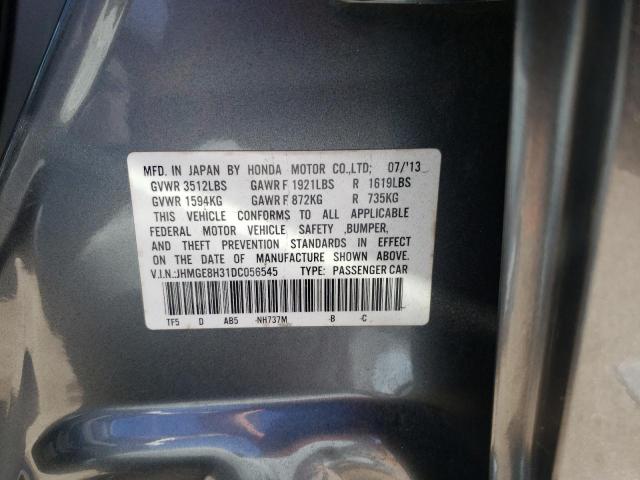 MFD. IN JAPAN BY HONDA MOTOR CO.,LTD; 07/'13
GVWR 3512LBS GAWR F 1921LBS R 1619LBS
GVWR 1594KG GAWR F 872KG R 735KG
THIS VEHICLE CONFORMS TO ALL APPLICABLE
FEDERAL MOTOR VEHICLE SAFETY ,BUMPER,
AND THEFT PREVENTION STANDARDS IN EFFECT
ON THE DATE OF MANUFACTURE SHOWN ABOVE.
V.I.N.:JHMGE8H31DC056545 TYPE: PASSENGER CAR
TF5 D AB5 -NH737M -B -C